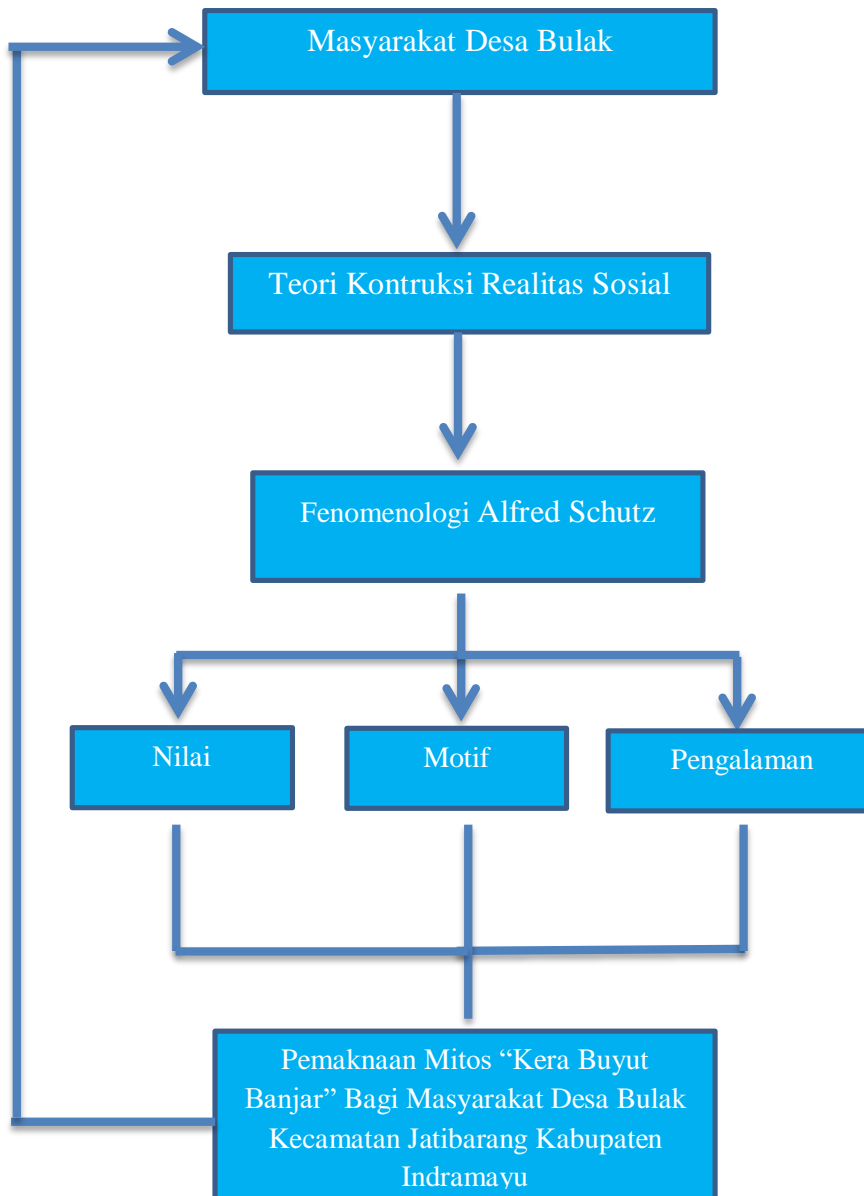 Masyarakat Desa Bulak
Teori Kontruksi Realitas Sosial
Fenomenologi Alfred Schutz
Nilai
Motif
Pengalaman
Pemaknaan Mitos “Kera Buyut
Banjar” Bagi Masyarakat Desa Bulak
Kecamatan Jatibarang Kabupaten
Indramayu